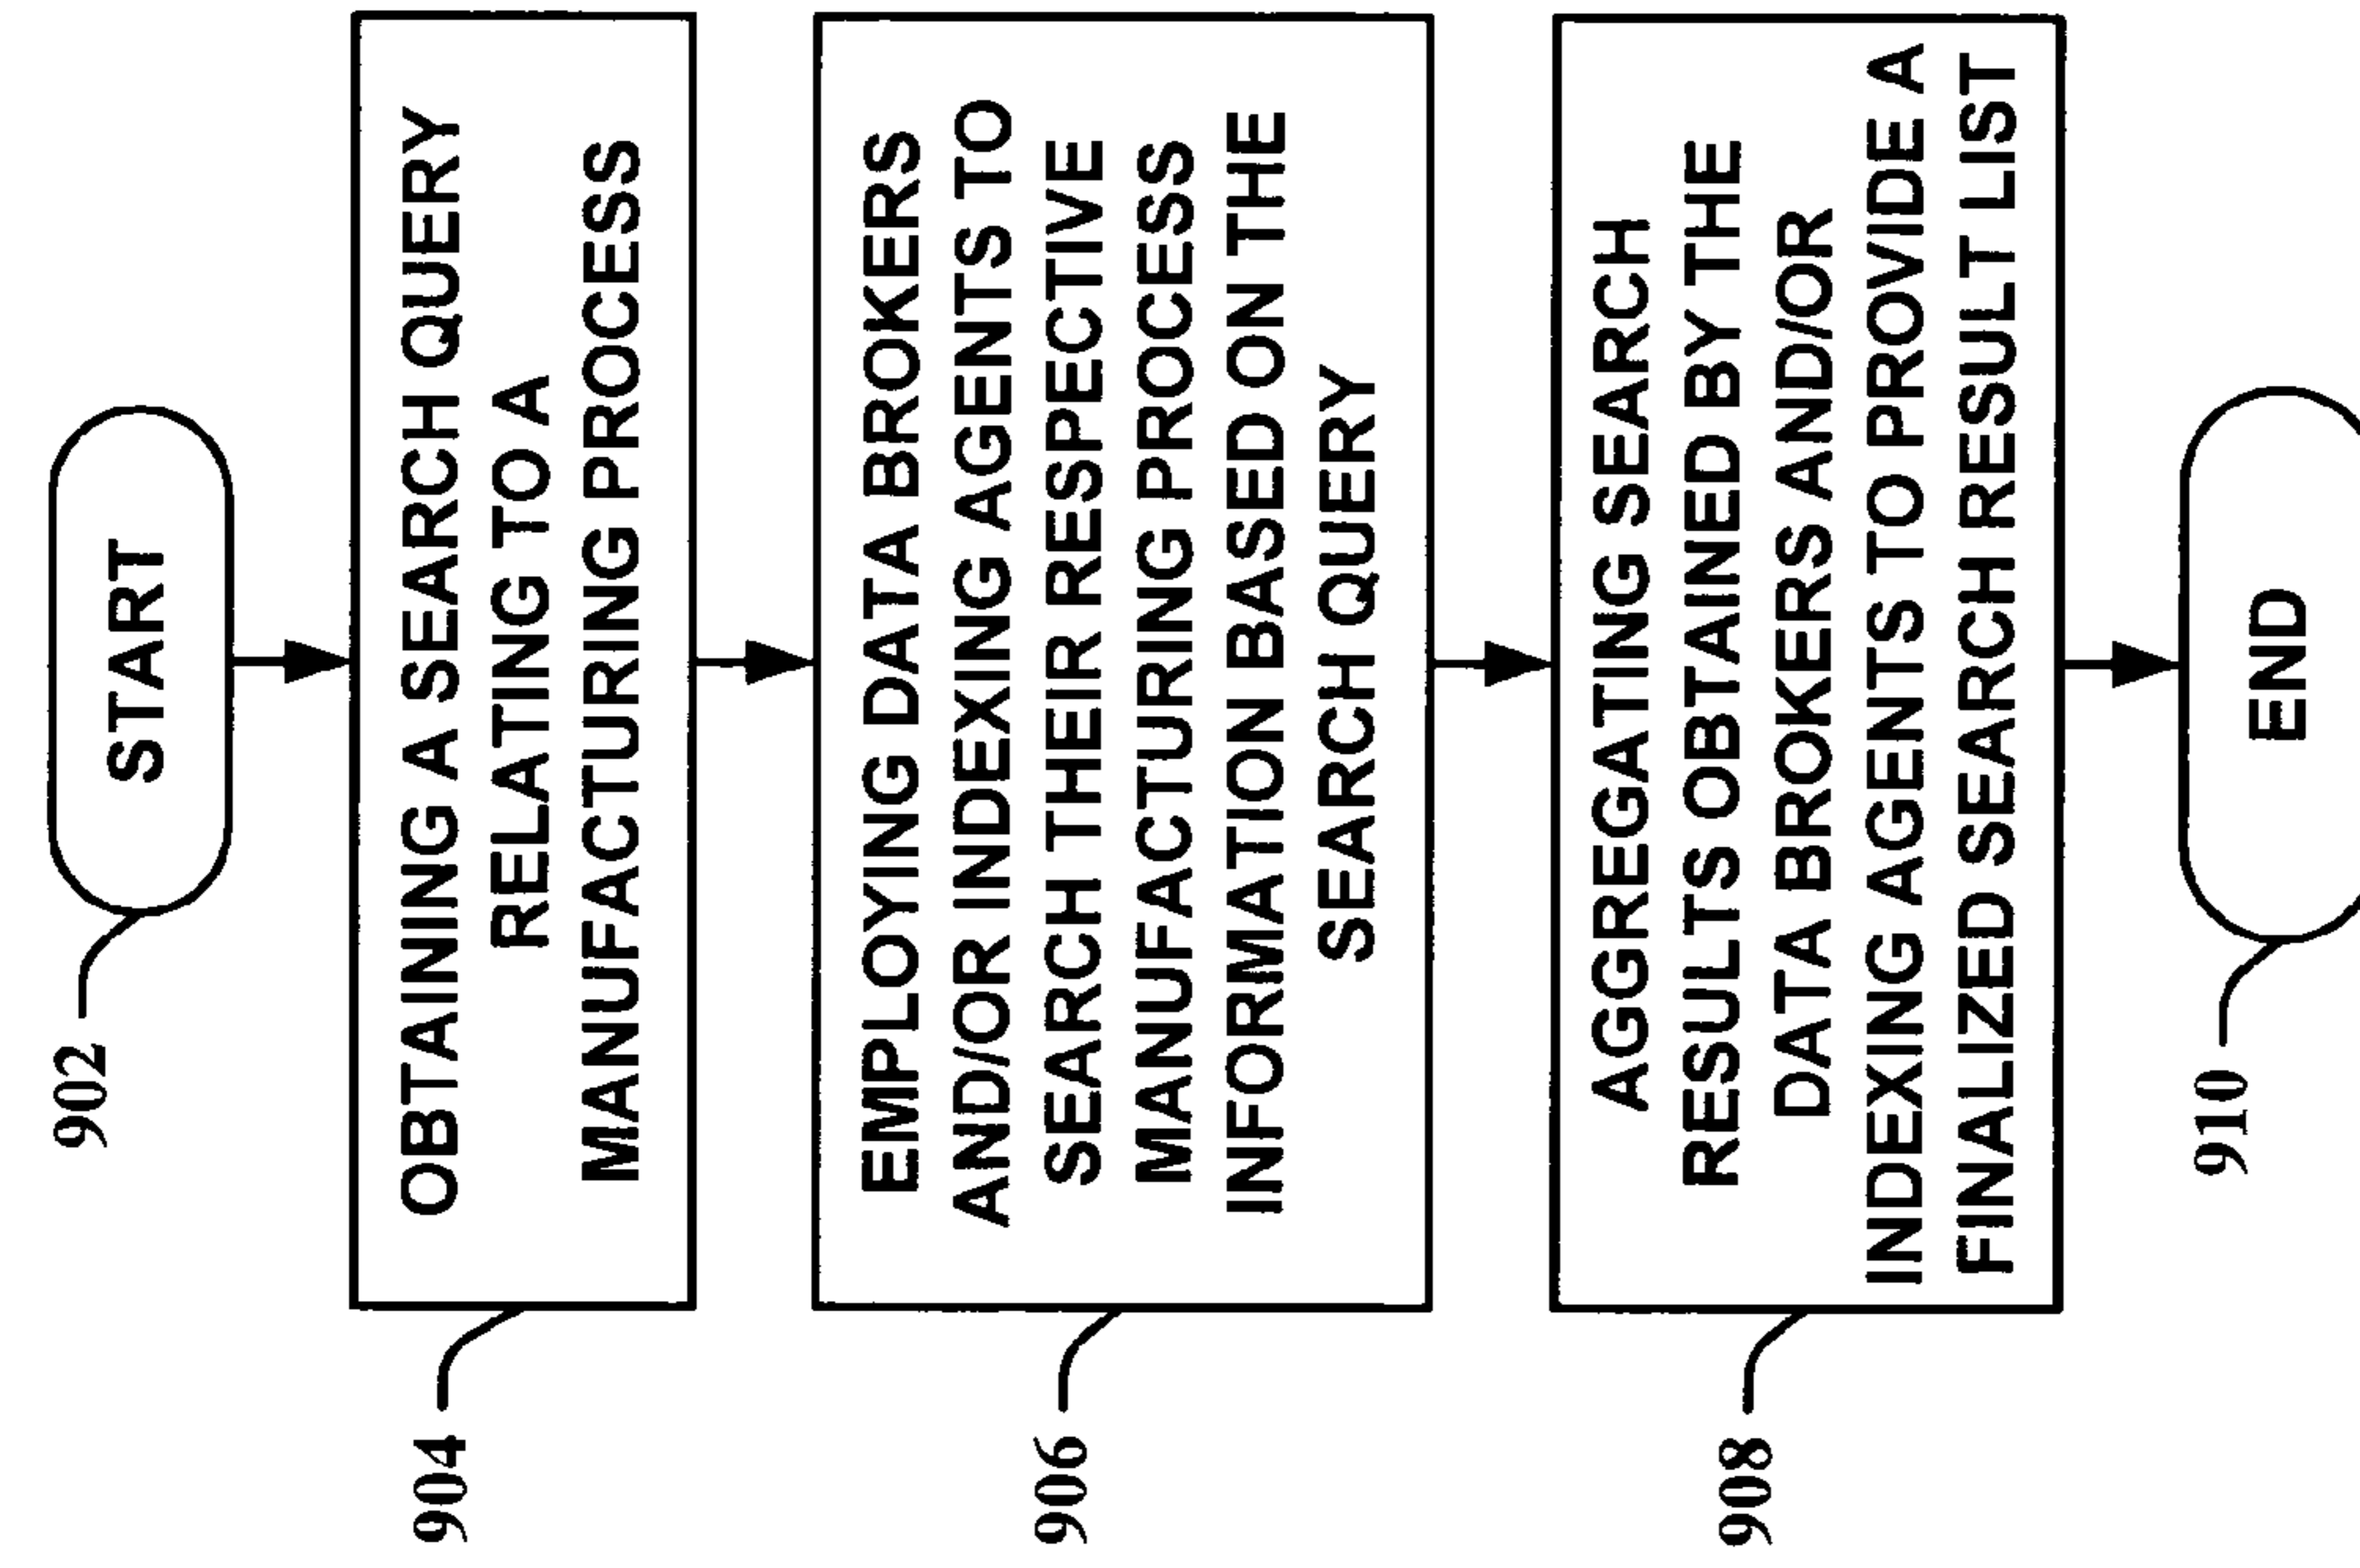 902
START
904
OBTAINING A SEARCH QUERY
RELATING TO A
MANUFACTURING PROCESS
906
EMPLOYING DATA BROKERS
AND/OR INDEXING AGENTS TO
SEARCH THEIR RESPECTIVE
MANUFACTURING PROCESS
INFORMATION BASED ON THE
SEARCH QUERY
908
AGGREGATING SEARCH
RESULTS OBTAINED BY THE
DATA BROKERS AND/OR
INDEXING AGENTS TO PROVIDE A
FINALIZED SEARCH RESULT LIST
910
END